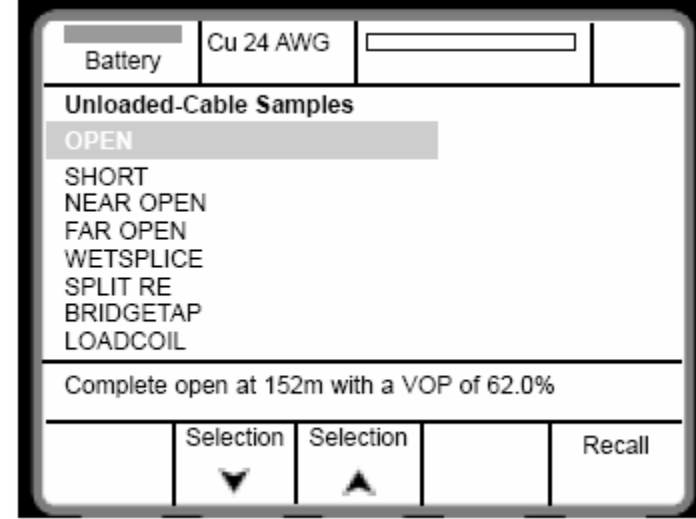 Battery
Cu 24 AWG
Unloaded-Cable Samples
OPEN
SHORT
NEAR OPEN
FAR OPEN
WETSPLICE
SPLIT RE
BRIDGETAP
LOADCOIL
Complete open at 152m with a VOP of 62.0%
Selection Selection Recall